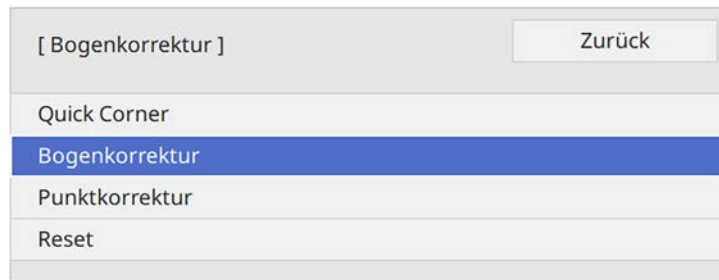 [ Bogenkorrektur ]
Zurück
Quick Corner
Bogenkorrektur
Punktkorrektur
Reset